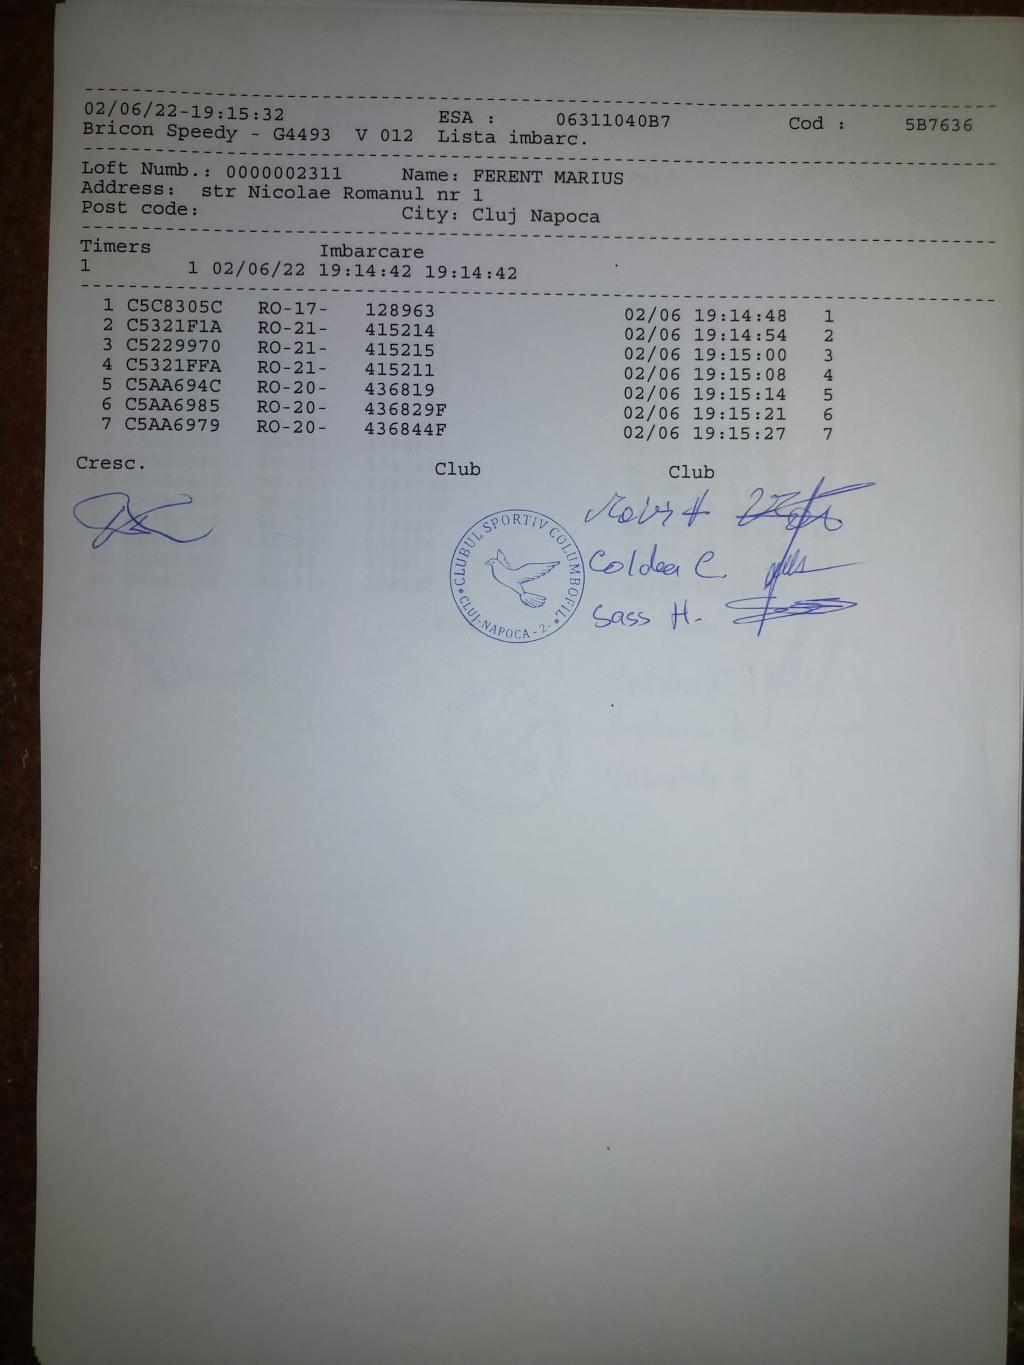 02/06/22-19:15:32 ESA : 06311040B7 Cod : 5B7636
Bricon Speedy - G4493 V 012 Lista imbarc.
Loft Numb.: 0000002311 Name: FERENT MARIUS
Address: str Nicolae Romanul nr 1
Post code: City: Cluj Napoca
Timers Imbarcare
1 1 02/06/22 19:14:42 19:14:42
1 C5C8305C RO-17- 128963 02/06 19:14:48 1
2 C5321F1A RO-21- 415214 02/06 19:14:54 2
3 C5229970 RO-21- 415215 02/06 19:15:00 3
4 C5321FFA RO-21- 415211 02/06 19:15:08 4
5 C5AA694C RO-20- 436819 02/06 19:15:14 5
6 C5AA6985 RO-20- 436829F 02/06 19:15:21 6
7 C5AA6979 RO-20- 436844F 02/06 19:15:27 7
Cresc. Club Club
CLUBUL SPORTIV COLUMBOFIL
CLUJ-NAPOCA - 2 -
Coldea C.
Sass H.